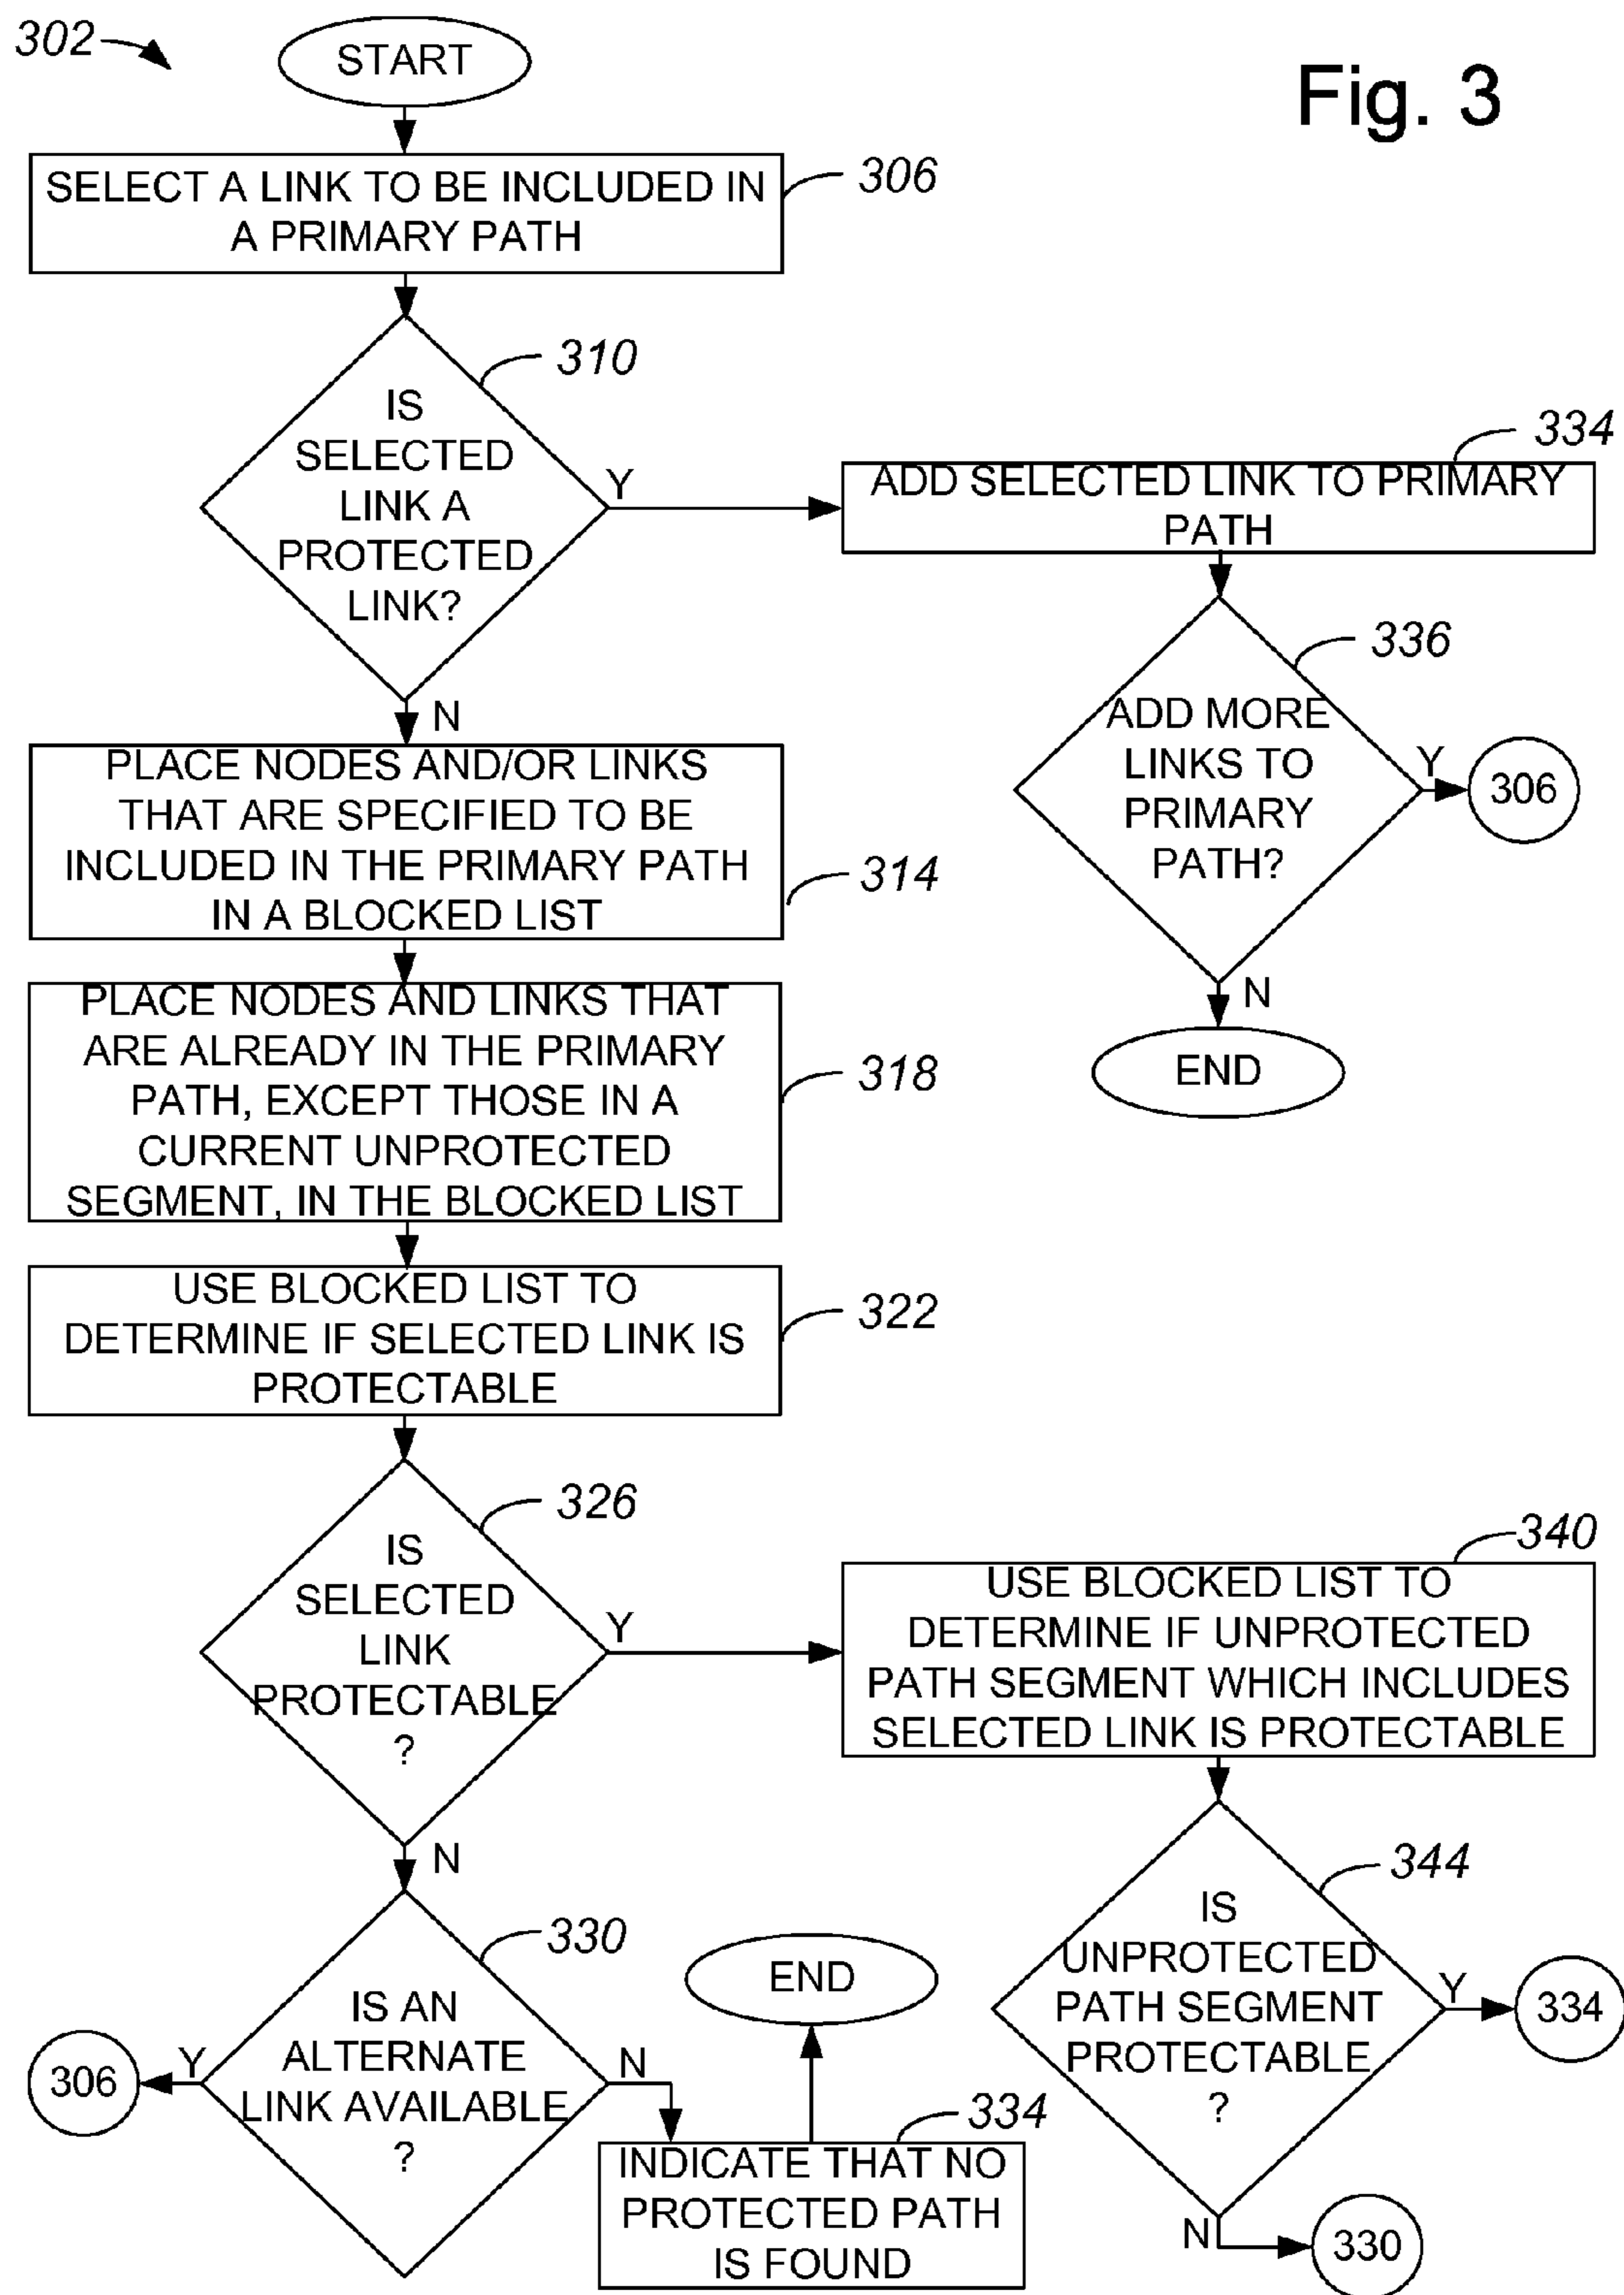 302
START
Fig. 3
SELECT A LINK TO BE INCLUDED IN
A PRIMARY PATH
306
310
IS
SELECTED
LINK A
PROTECTED
LINK?
Y
334
ADD SELECTED LINK TO PRIMARY
PATH
336
ADD MORE
LINKS TO
PRIMARY
PATH?
Y
306
N
END
N
PLACE NODES AND/OR LINKS
THAT ARE SPECIFIED TO BE
INCLUDED IN THE PRIMARY PATH
IN A BLOCKED LIST
314
PLACE NODES AND LINKS THAT
ARE ALREADY IN THE PRIMARY
PATH, EXCEPT THOSE IN A
CURRENT UNPROTECTED
SEGMENT, IN THE BLOCKED LIST
318
USE BLOCKED LIST TO
DETERMINE IF SELECTED LINK IS
PROTECTABLE
322
326
IS
SELECTED
LINK
PROTECTABLE
?
Y
340
USE BLOCKED LIST TO
DETERMINE IF UNPROTECTED
PATH SEGMENT WHICH INCLUDES
SELECTED LINK IS PROTECTABLE
344
IS
UNPROTECTED
PATH SEGMENT
PROTECTABLE
?
Y
334
N
330
N
330
IS AN
ALTERNATE
LINK AVAILABLE
?
Y
306
N
334
INDICATE THAT NO
PROTECTED PATH
IS FOUND
END